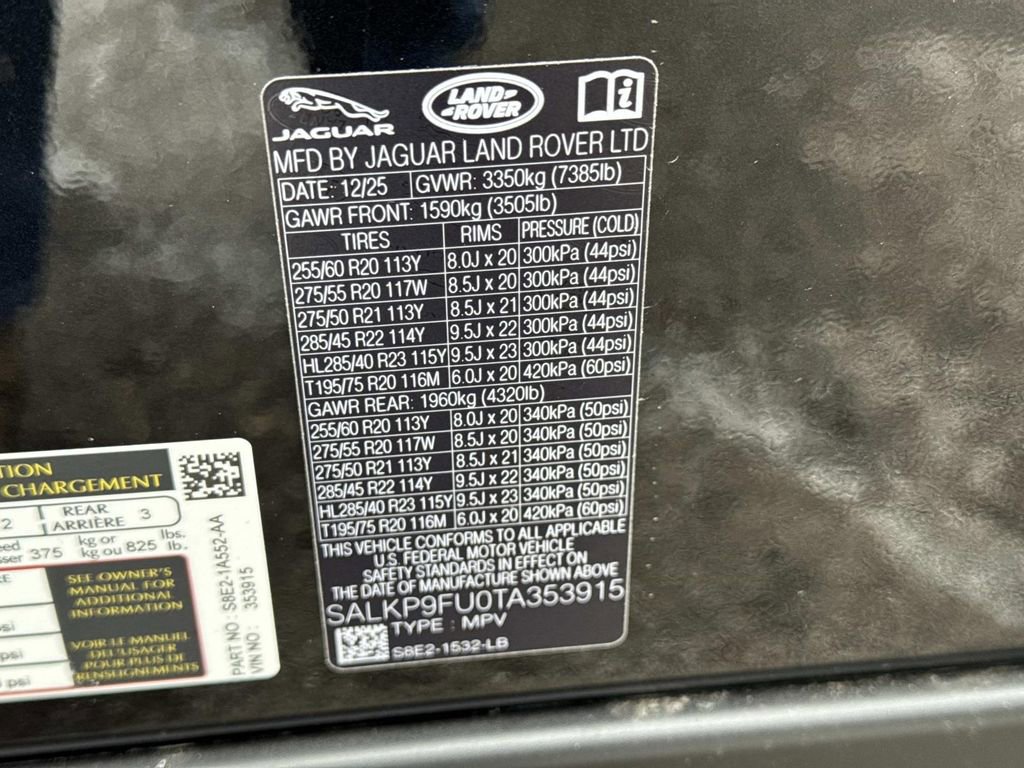 JAGUAR
LAND ROVER
i
MFD BY JAGUAR LAND ROVER LTD
DATE: 12/25 GVWR: 3350kg (7385lb)
GAWR FRONT: 1590kg (3505lb)
TIRES RIMS PRESSURE (COLD)
255/60 R20 113Y 8.0J x 20 300kPa (44psi)
275/55 R20 117W 8.5J x 20 300kPa (44psi)
275/50 R21 113Y 8.5J x 21 300kPa (44psi)
285/45 R22 114Y 9.5J x 22 300kPa (44psi)
HL285/40 R23 115Y 9.5J x 23 300kPa (44psi)
T195/75 R20 116M 6.0J x 20 420kPa (60psi)
GAWR REAR: 1960kg (4320lb)
255/60 R20 113Y 8.0J x 20 340kPa (50psi)
275/55 R20 117W 8.5J x 20 340kPa (50psi)
275/50 R21 113Y 8.5J x 21 340kPa (50psi)
285/45 R22 114Y 9.5J x 22 340kPa (50psi)
HL285/40 R23 115Y 9.5J x 23 340kPa (50psi)
T195/75 R20 116M 6.0J x 20 420kPa (60psi)
THIS VEHICLE CONFORMS TO ALL APPLICABLE
U.S. FEDERAL MOTOR VEHICLE
SAFETY STANDARDS IN EFFECT ON
THE DATE OF MANUFACTURE SHOWN ABOVE
SALKP9FU0TA353915
TYPE : MPV
S8E2-1532-LB
CHARGEMENT
2 REAR
ARRIÈRE 3
375 kg or
kg ou 825 lbs.
lb.
SEE OWNER'S
MANUAL FOR
ADDITIONAL
INFORMATION
VOIR LE MANUEL
DE L'USAGER
POUR PLUS DE
RENSEIGNEMENTS
psi
psi
psi
PART NO : S8E2-1A552-AA
VIN NO : 353915